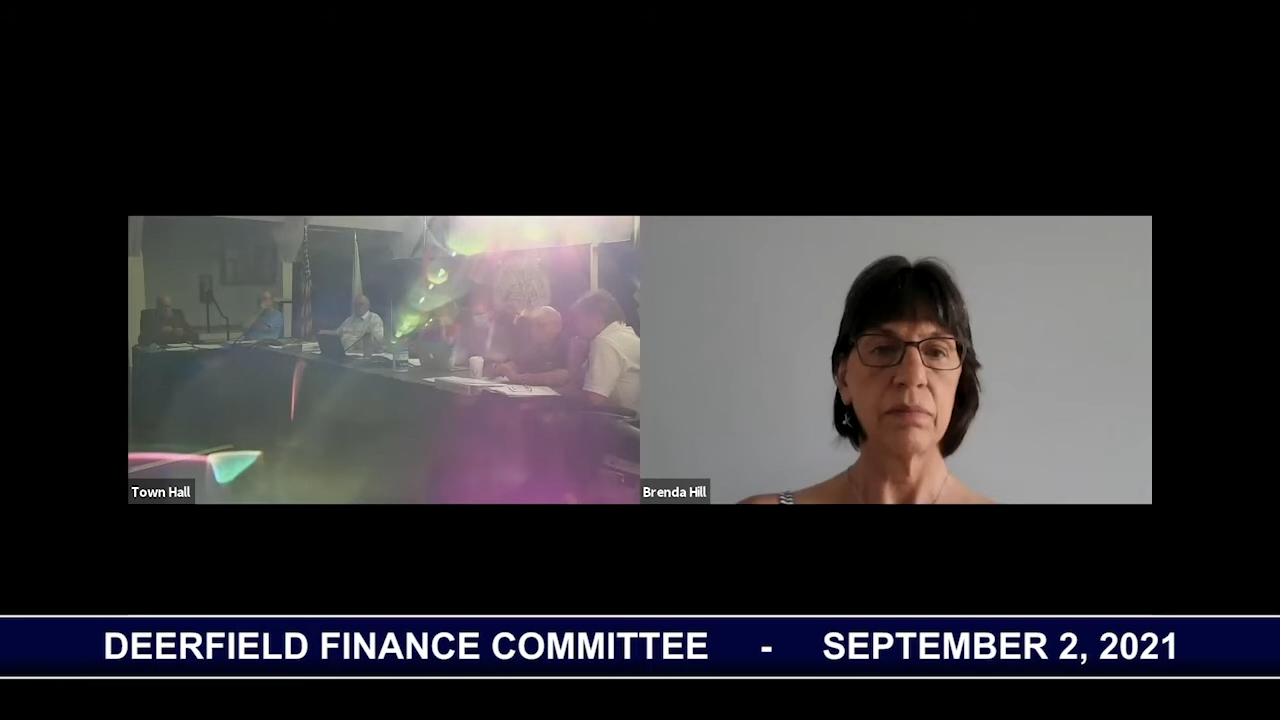 Town Hall
Brenda Hill
DEERFIELD FINANCE COMMITTEE - SEPTEMBER 2, 2021